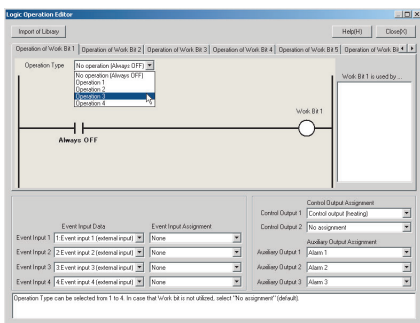 Logic Operation Editor
Import of Library
Help(H)
Close(X)
Operation of Work Bit 1
Operation of Work Bit 2
Operation of Work Bit 3
Operation of Work Bit 4
Operation of Work Bit 5
Operation of Work Bit
Operation Type
No operation (Always OFF)
No operation (Always OFF)
Operation 1
Operation 2
Operation 3
Operation 4
Work Bit 1 is used by ...
Work Bit 1
Always OFF
Event Input Data
Event Input Assignment
Event Input 1
1:Event input 1 (external input)
None
Event Input 2
2:Event input 2 (external input)
None
Event Input 3
3:Event input 3 (external input)
None
Event Input 4
4:Event input 4 (external input)
None
Control Output Assignment
Control Output 1
Control output (heating)
Control Output 2
No assignment
Auxiliary Output Assignment
Auxiliary Output 1
Alarm 1
Auxiliary Output 2
Alarm 2
Auxiliary Output 3
Alarm 3
Operation Type can be selected from 1 to 4. In case that Work bit is not utilized, select "No assignment" (default).